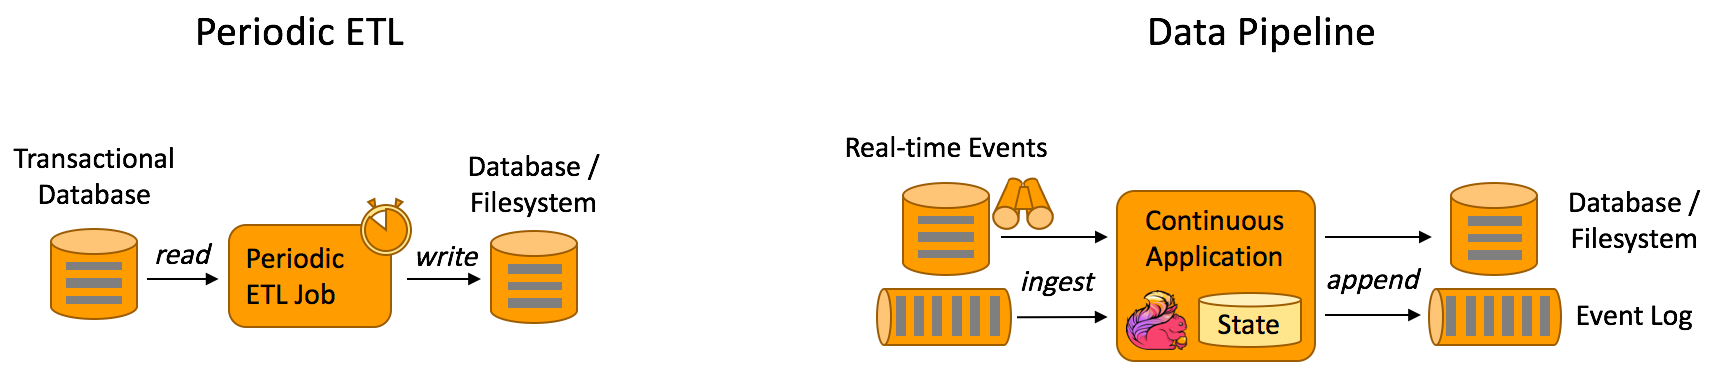 Periodic ETL
Transactional
Database
read
Periodic
ETL Job
write
Database /
Filesystem
Data Pipeline
Real-time Events
ingest
Continuous
Application
State
append
Database /
Filesystem
Event Log